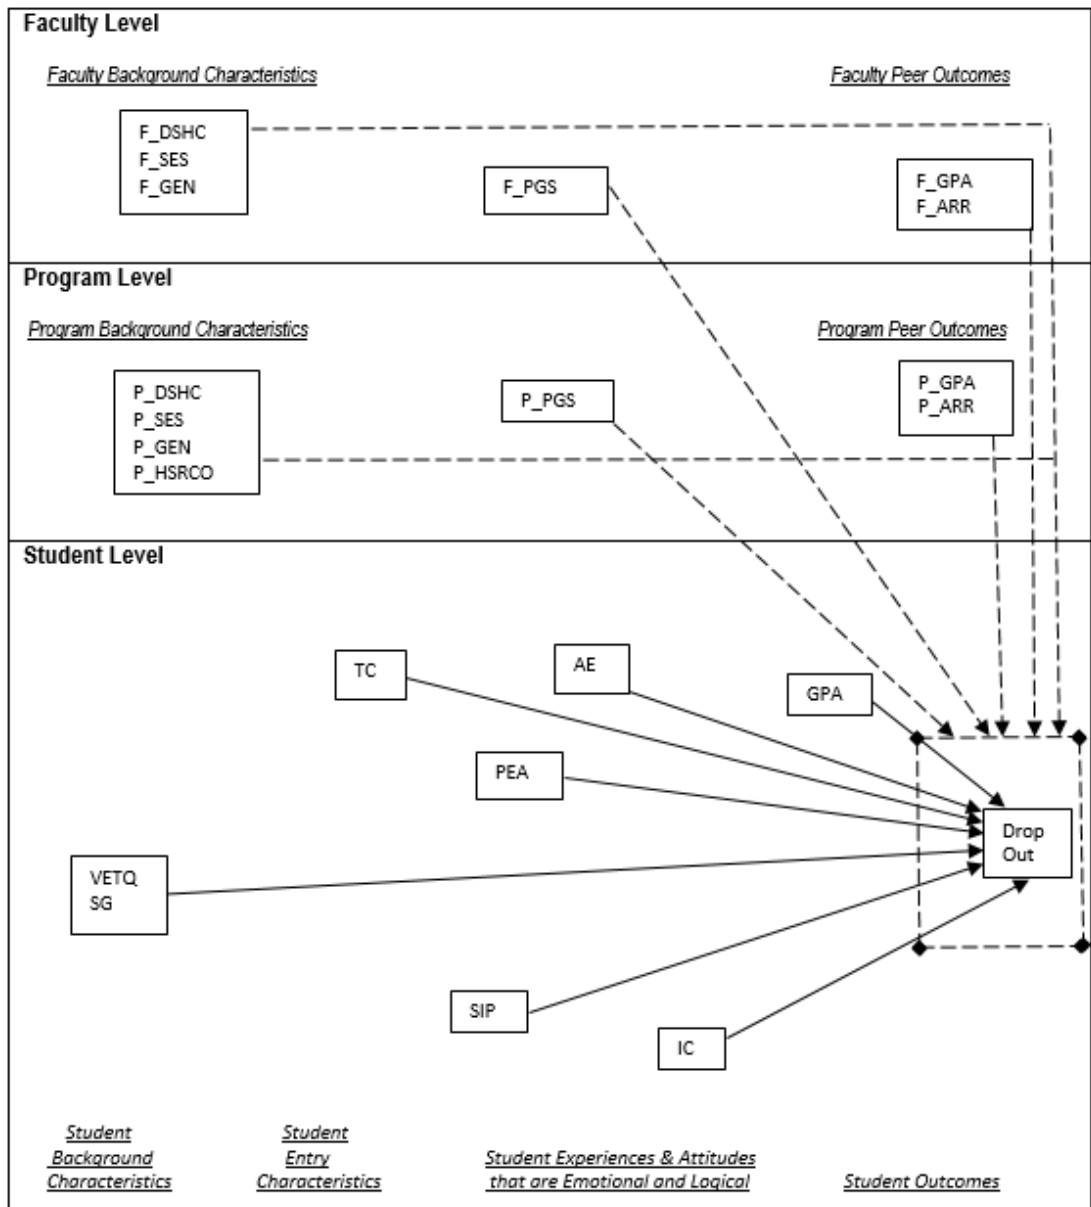 Faculty Level
Faculty Background Characteristics
Faculty Peer Outcomes
F_DSHC
F_SES
F_GEN
F_PGS
F_GPA
F_ARR
Program Level
Program Background Characteristics
Program Peer Outcomes
P_DSHC
P_SES
P_GEN
P_HSRCO
P_PGS
P_GPA
P_ARR
Student Level
TC
AE
GPA
PEA
Drop
Out
VETQ
SG
SIP
IC
Student
Background
Characteristics
Student
Entry
Characteristics
Student Experiences & Attitudes
that are Emotional and Logical
Student Outcomes